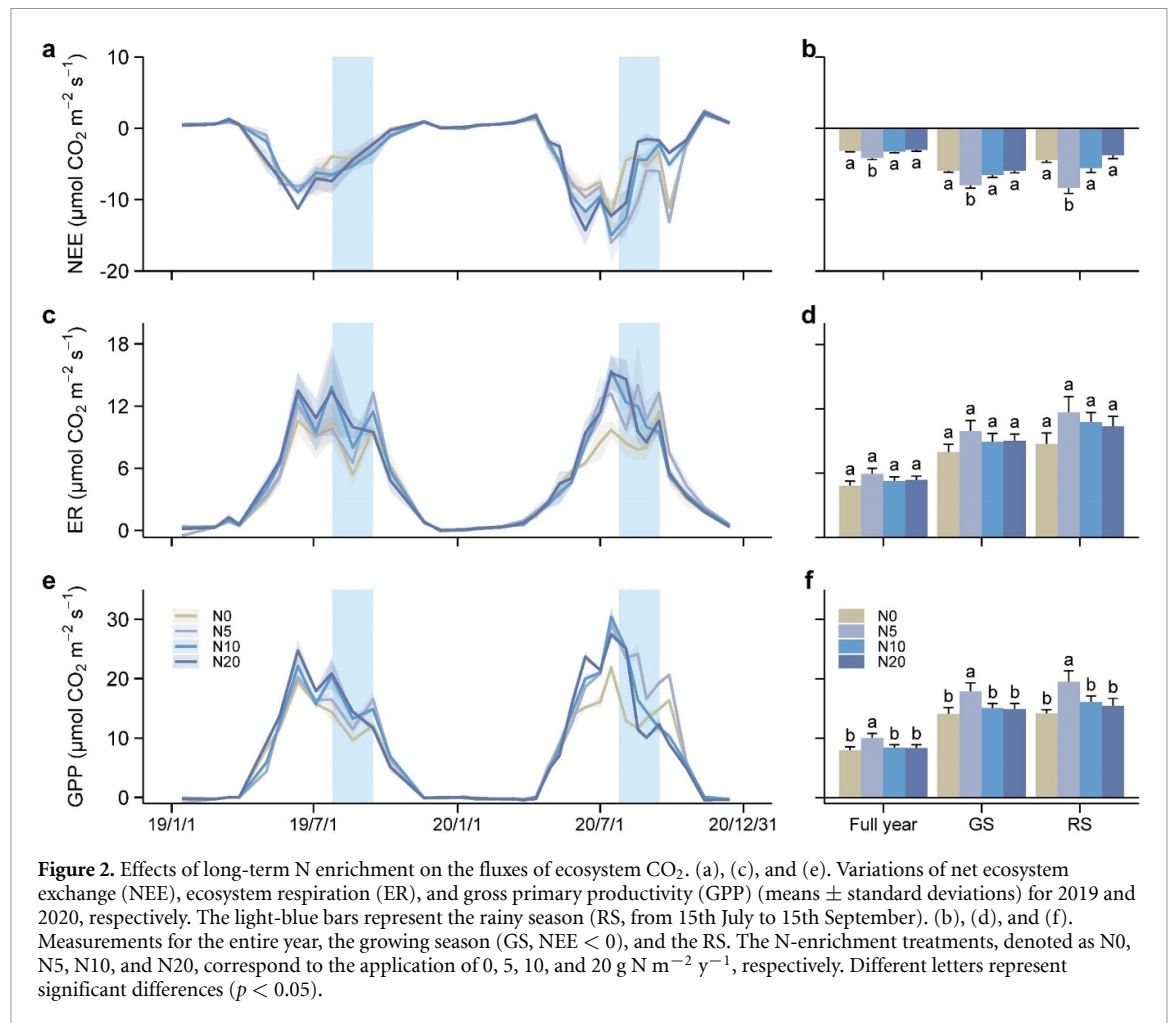 a
b
10
0
-10
-20
NEE (µmol CO₂ m⁻² s⁻¹)
a b a a
a b a a
a b a a
c
d
18
12
6
0
ER (µmol CO₂ m⁻² s⁻¹)
a a a a
a a a a
a a a a
e
f
30
20
10
0
GPP (µmol CO₂ m⁻² s⁻¹)
N0
N5
N10
N20
N0
N5
N10
N20
b a b b
b a b b
b a b b
19/1/1 19/7/1 20/1/1 20/7/1 20/12/31
Full year GS RS
Figure 2. Effects of long-term N enrichment on the fluxes of ecosystem CO₂. (a), (c), and (e). Variations of net ecosystem
exchange (NEE), ecosystem respiration (ER), and gross primary productivity (GPP) (means ± standard deviations) for 2019 and
2020, respectively. The light-blue bars represent the rainy season (RS, from 15th July to 15th September). (b), (d), and (f).
Measurements for the entire year, the growing season (GS, NEE < 0), and the RS. The N-enrichment treatments, denoted as N0,
N5, N10, and N20, correspond to the application of 0, 5, 10, and 20 g N m⁻² y⁻¹, respectively. Different letters represent
significant differences (p < 0.05).